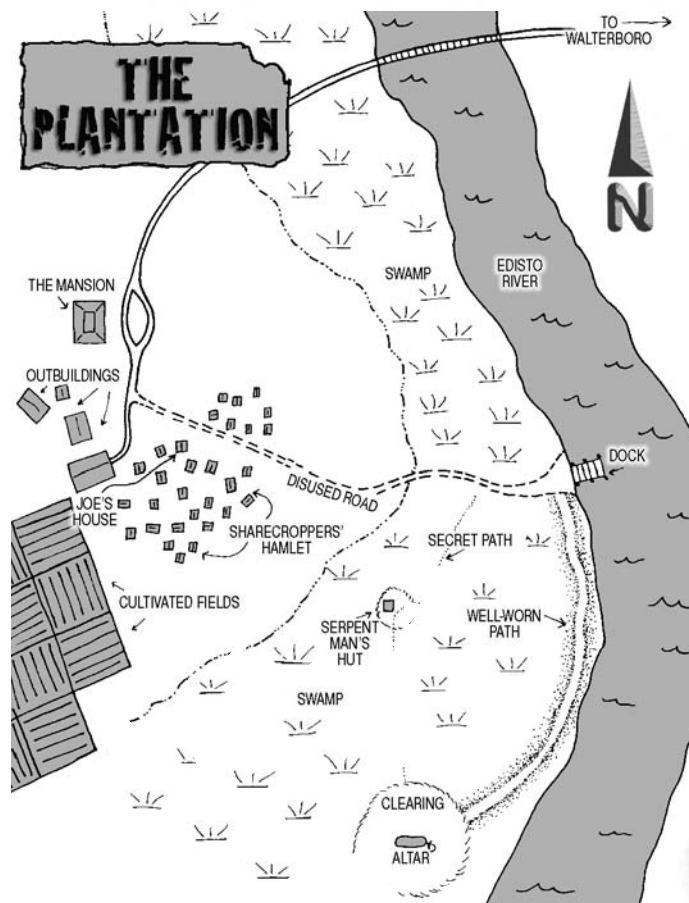 THE
PLANTATION
TO
WALTERBORO
N
EDISTO
RIVER
SWAMP
THE MANSION
OUTBUILDINGS
DOCK
DISUSED ROAD
JOE'S
HOUSE
SHARECROPPERS'
HAMLET
SECRET PATH
CULTIVATED FIELDS
SERPENT
MAN'S
HUT
WELL-WORN
PATH
SWAMP
CLEARING
ALTAR